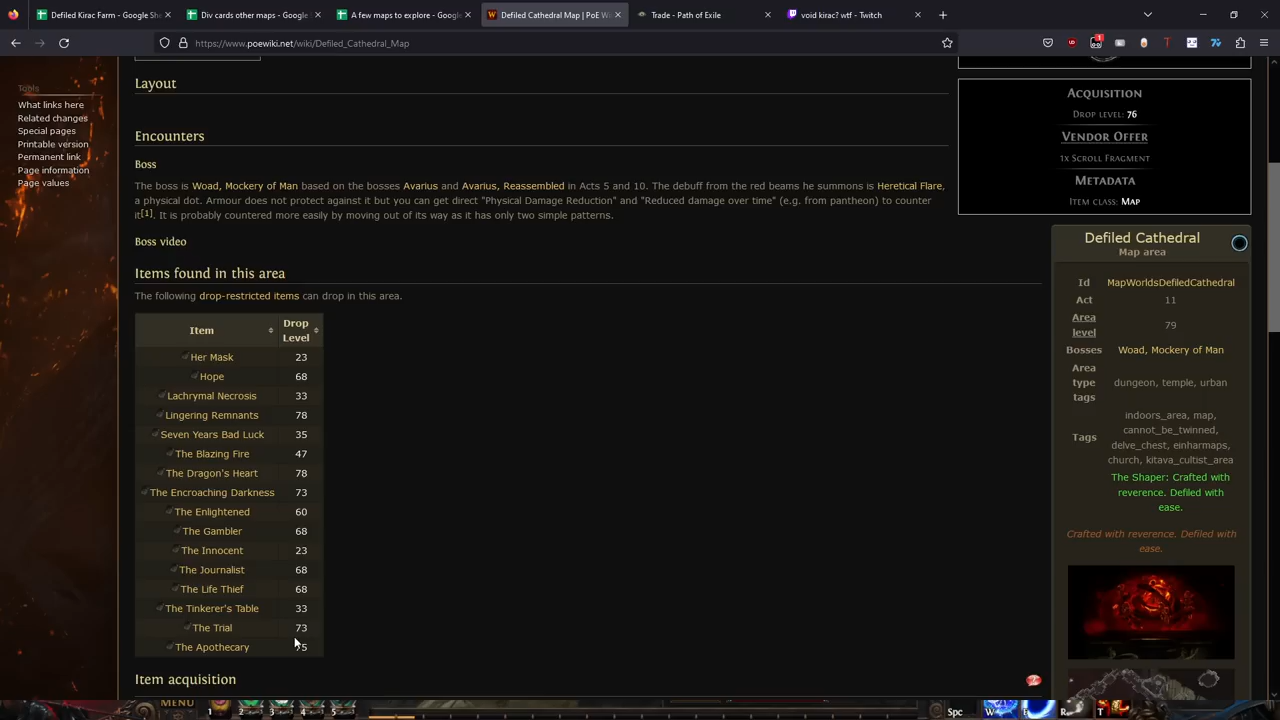 Defiled Kirac Farm - Google She
Div cards other maps - Google
A few maps to explore - Google
Defiled Cathedral Map | PoE W
Trade - Path of Exile
void kirac? wtf - Twitch
https://www.poewiki.net/wiki/Defiled_Cathedral_Map
Tools
What links here
Related changes
Special pages
Printable version
Permanent link
Page information
Page values
Layout
Encounters
Boss
The boss is Woad, Mockery of Man based on the bosses Avarius and Avarius, Reassembled in Acts 5 and 10. The debuff from the red beams he summons is Heretical Flare,
a physical dot. Armour does not protect against it but you can get direct "Physical Damage Reduction" and "Reduced damage over time" (e.g. from pantheon) to counter
it[1]. It is probably countered more easily by moving out of its way as it has only two simple patterns.
Boss video
Items found in this area
The following drop-restricted items can drop in this area.
Item Drop Level
Her Mask 23
Hope 68
Lachrymal Necrosis 33
Lingering Remnants 78
Seven Years Bad Luck 35
The Blazing Fire 47
The Dragon's Heart 78
The Encroaching Darkness 73
The Enlightened 60
The Gambler 68
The Innocent 23
The Journalist 68
The Life Thief 68
The Tinkerer's Table 33
The Trial 73
The Apothecary 75
Item acquisition
ACQUISITION
DROP LEVEL: 76
VENDOR OFFER
1X SCROLL FRAGMENT
METADATA
ITEM CLASS: MAP
Defiled Cathedral
Map area
Id MapWorldsDefiledCathedral
Act 11
Area level 79
Bosses Woad, Mockery of Man
Area type tags dungeon, temple, urban
Tags indoors_area, map,
cannot_be_twinned,
delve_chest, einharmaps,
church, kitava_cultist_area
The Shaper: Crafted with
reverence. Defiled with
ease.
Crafted with reverence. Defiled with
ease.
MENU 1 2 3 4 5 Spc W E R T